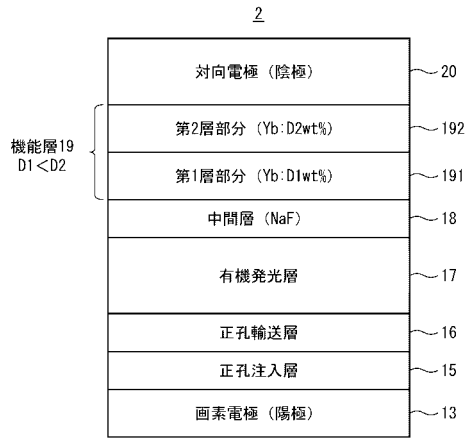 2
対向電極（陰極）
20
機能層19
D1＜D2
第2層部分（Yb:D2wt%）
192
第1層部分（Yb:D1wt%）
191
中間層（NaF）
18
有機発光層
17
正孔輸送層
16
正孔注入層
15
画素電極（陽極）
13